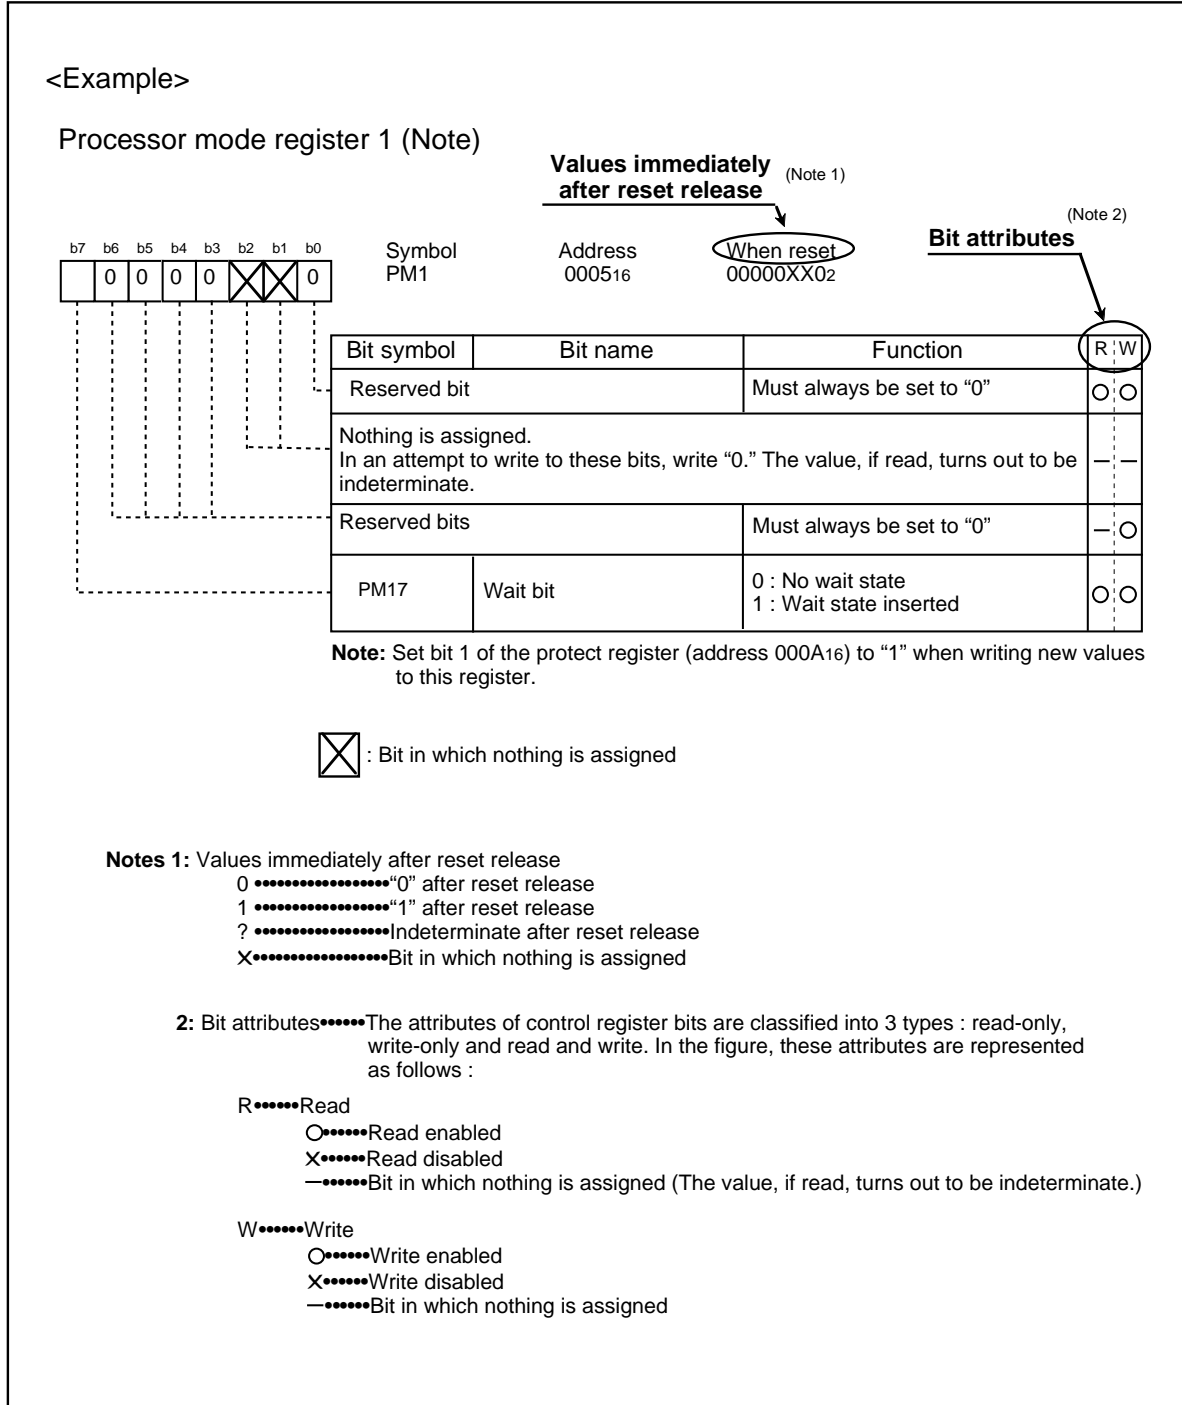 <Example>
Processor mode register 1 (Note)
Values immediately after reset release (Note 1)
(Note 2)
Bit attributes
b7 b6 b5 b4 b3 b2 b1 b0
0 0 0 0 0
Symbol Address When reset
PM1 000516 00000XX02
Bit symbol Bit name Function R W
Reserved bit Must always be set to “0” O O
Nothing is assigned.
In an attempt to write to these bits, write “0.” The value, if read, turns out to be — —
indeterminate.
Reserved bits Must always be set to “0” — O
PM17 Wait bit 0 : No wait state
1 : Wait state inserted O O
Note: Set bit 1 of the protect register (address 000A16) to “1” when writing new values
to this register.
: Bit in which nothing is assigned
Notes 1: Values immediately after reset release
0 ••••••••••••••••••“0” after reset release
1 ••••••••••••••••••“1” after reset release
? ••••••••••••••••••Indeterminate after reset release
X••••••••••••••••••Bit in which nothing is assigned
2: Bit attributes••••••The attributes of control register bits are classified into 3 types : read-only,
write-only and read and write. In the figure, these attributes are represented
as follows :
R••••••Read
O••••••Read enabled
X••••••Read disabled
—••••••Bit in which nothing is assigned (The value, if read, turns out to be indeterminate.)
W••••••Write
O••••••Write enabled
X••••••Write disabled
—••••••Bit in which nothing is assigned